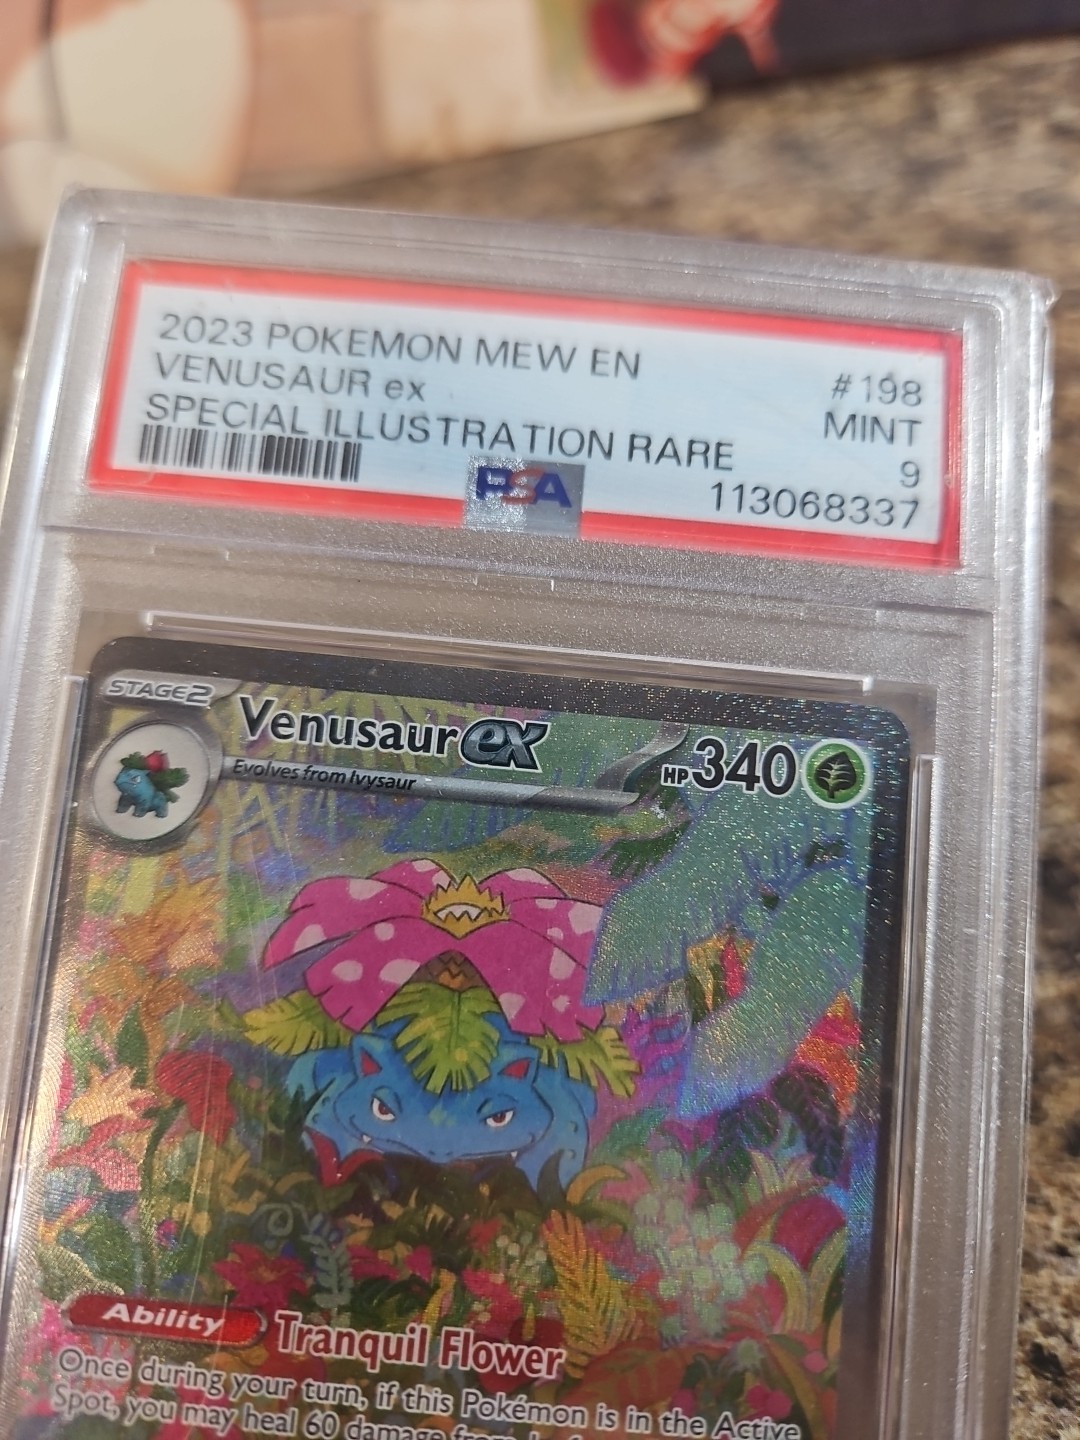 2023 POKEMON MEW EN
#198
VENUSAUR ex
MINT
SPECIAL ILLUSTRATION RARE
9
PSA
113068337
STAGE2
Venusaur ex
HP 340
Evolves from Ivysaur
Ability Tranquil Flower
Once during your turn, if this Pokémon is in the Active
Spot, you may heal 60 damage from